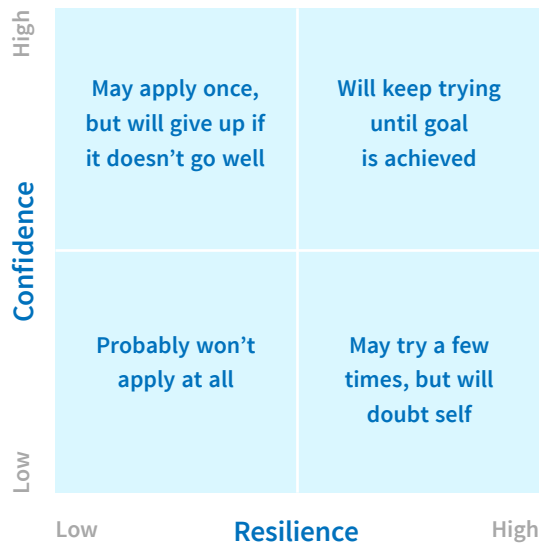 High
May apply once,
but will give up if
it doesn’t go well
Will keep trying
until goal
is achieved
Confidence
Probably won’t
apply at all
May try a few
times, but will
doubt self
Low
Low
Resilience
High